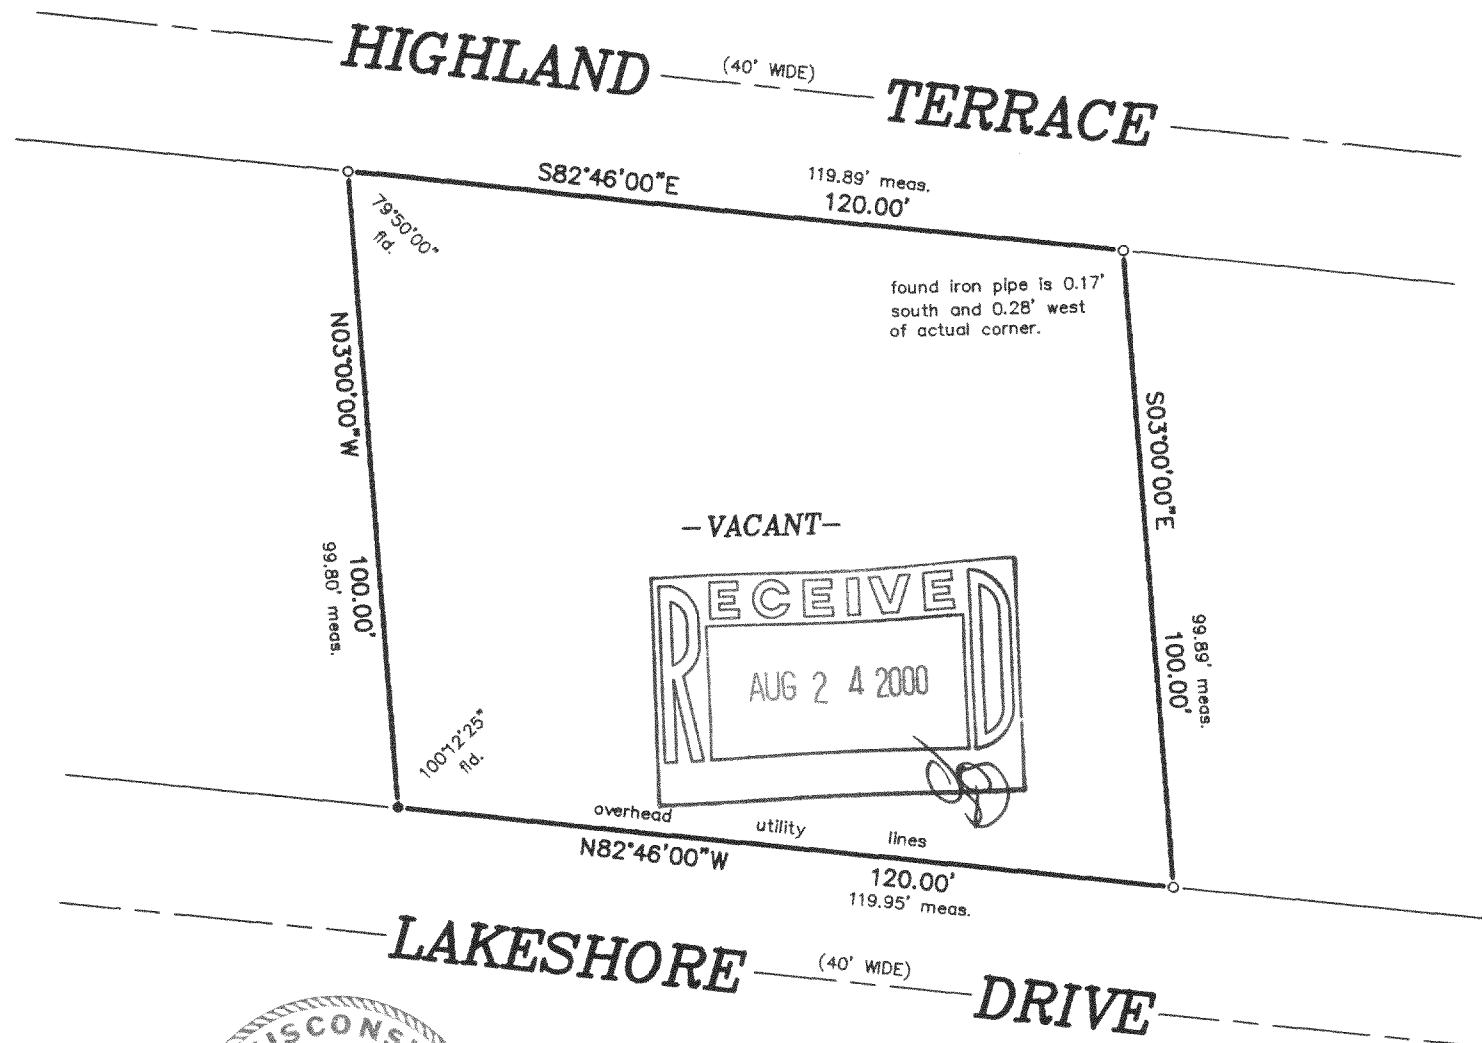 HIGHLAND (40' WIDE) TERRACE
S82°46'00"E
119.89' meas.
120.00'
79°50'00"
fld.
found iron pipe is 0.17'
south and 0.28' west
of actual corner.
N03°00'00"W
100.00'
99.80' meas.
S03°00'00"E
99.89' meas.
100.00'
-VACANT-
RECEIVED
AUG 24 2000
100°12'25"
fld.
overhead utility lines
N82°46'00"W
120.00'
119.95' meas.
LAKESHORE (40' WIDE) DRIVE